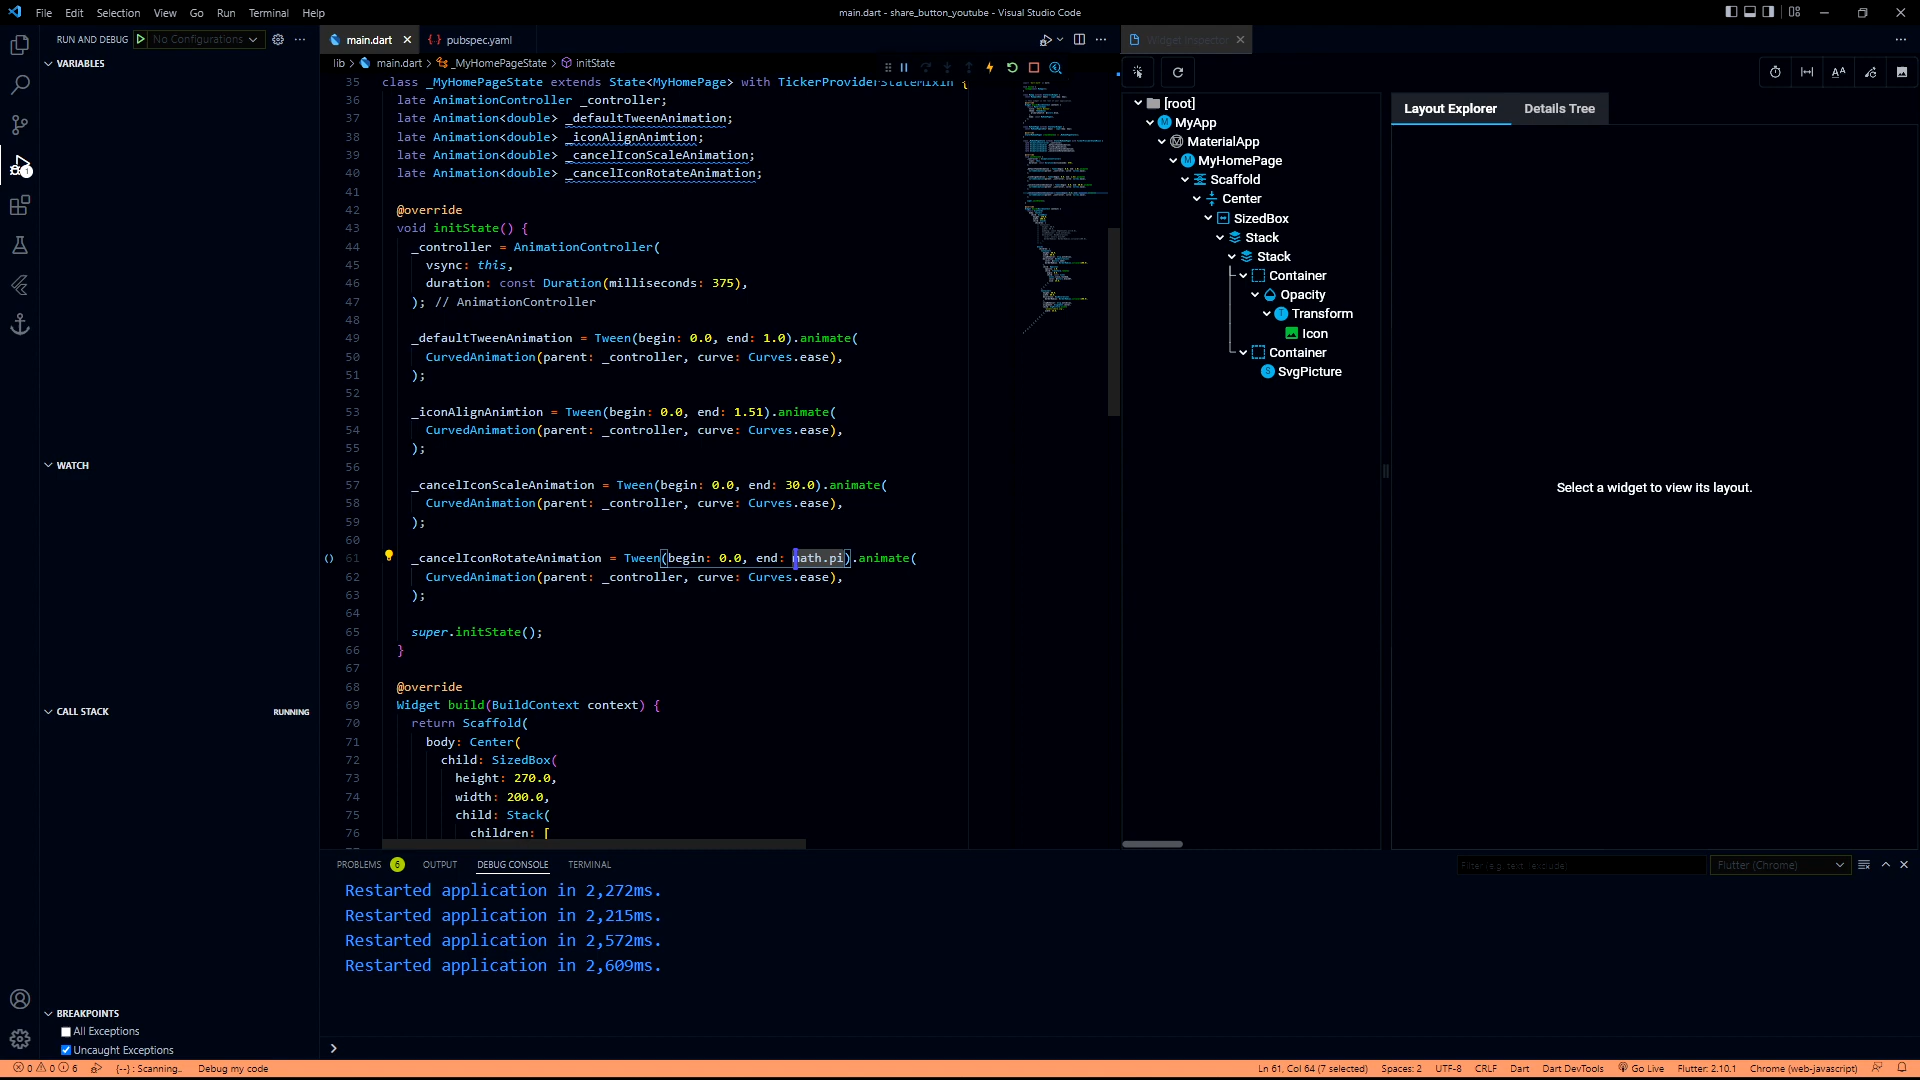 File Edit Selection View Go Run Terminal Help
main.dart - share_button_youtube - Visual Studio Code
RUN AND DEBUG No Configurations
VARIABLES
WATCH
CALL STACK RUNNING
BREAKPOINTS
All Exceptions
Uncaught Exceptions
main.dart pubspec.yaml
lib > main.dart > _MyHomePageState > initState
35 class _MyHomePageState extends State<MyHomePage> with TickerProviderStateMixin {
36 late AnimationController _controller;
37 late Animation<double> _defaultTweenAnimation;
38 late Animation<double> _iconAlignAnimtion;
39 late Animation<double> _cancelIconScaleAnimation;
40 late Animation<double> _cancelIconRotateAnimation;
41
42 @override
43 void initState() {
44 _controller = AnimationController(
45 vsync: this,
46 duration: const Duration(milliseconds: 375),
47 ); // AnimationController
48
49 _defaultTweenAnimation = Tween(begin: 0.0, end: 1.0).animate(
50 CurvedAnimation(parent: _controller, curve: Curves.ease),
51 );
52
53 _iconAlignAnimtion = Tween(begin: 0.0, end: 1.51).animate(
54 CurvedAnimation(parent: _controller, curve: Curves.ease),
55 );
56
57 _cancelIconScaleAnimation = Tween(begin: 0.0, end: 30.0).animate(
58 CurvedAnimation(parent: _controller, curve: Curves.ease),
59 );
60
61 _cancelIconRotateAnimation = Tween(begin: 0.0, end: math.pi).animate(
62 CurvedAnimation(parent: _controller, curve: Curves.ease),
63 );
64
65 super.initState();
66 }
67
68 @override
69 Widget build(BuildContext context) {
70 return Scaffold(
71 body: Center(
72 child: SizedBox(
73 height: 270.0,
74 width: 200.0,
75 child: Stack(
76 children: [
Widget Inspector
[root]
MyApp
MaterialApp
MyHomePage
Scaffold
Center
SizedBox
Stack
Stack
Container
Opacity
Transform
Icon
Container
SvgPicture
Layout Explorer Details Tree
Select a widget to view its layout.
PROBLEMS 6 OUTPUT DEBUG CONSOLE TERMINAL
Flutter (Chrome)
Restarted application in 2,272ms.
Restarted application in 2,215ms.
Restarted application in 2,572ms.
Restarted application in 2,609ms.
0 0 6 {--} : Scanning.. Debug my code
Ln 61, Col 64 (7 selected) Spaces: 2 UTF-8 CRLF Dart Dart DevTools Go Live Flutter: 2.10.1 Chrome (web-javascript)